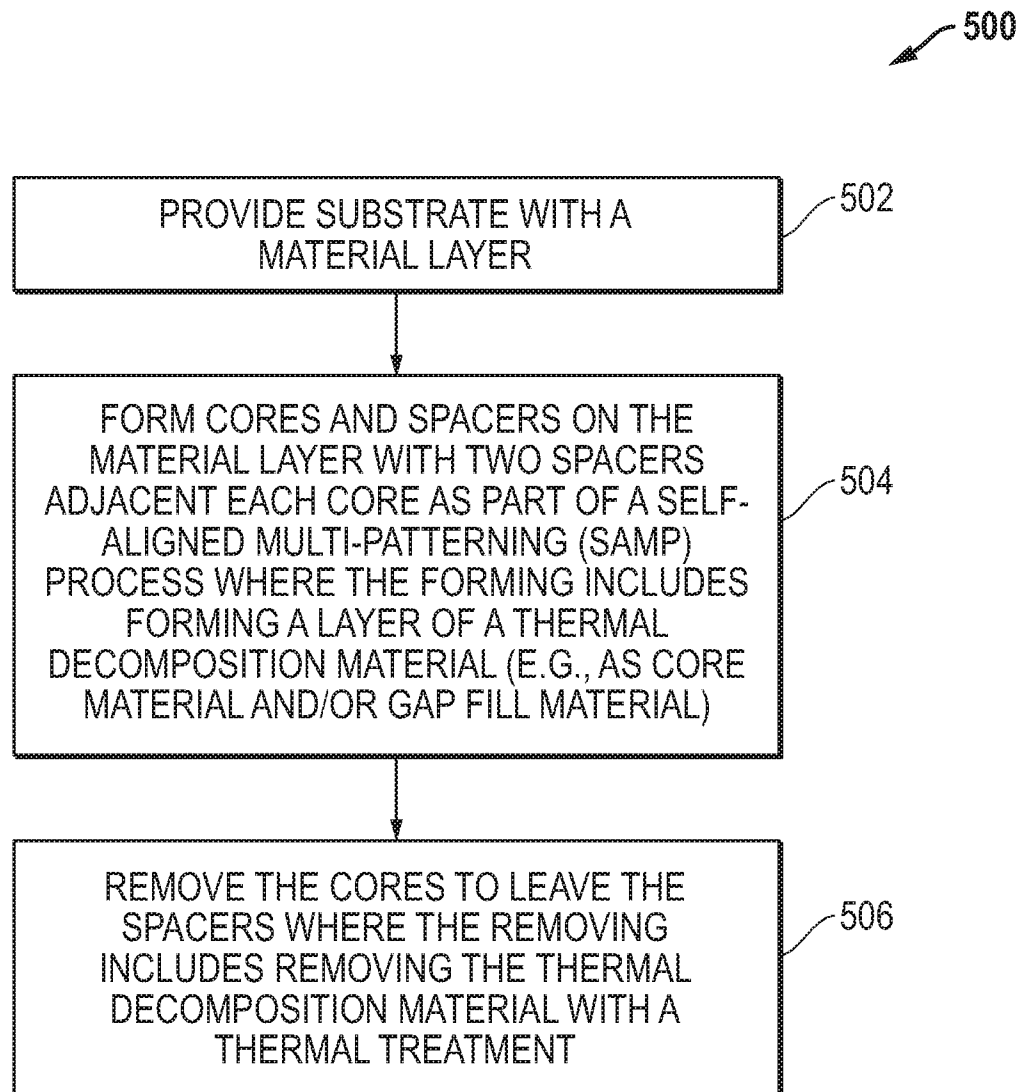 500
PROVIDE SUBSTRATE WITH A
MATERIAL LAYER
502
FORM CORES AND SPACERS ON THE
MATERIAL LAYER WITH TWO SPACERS
ADJACENT EACH CORE AS PART OF A SELF-
ALIGNED MULTI-PATTERNING (SAMP)
PROCESS WHERE THE FORMING INCLUDES
FORMING A LAYER OF A THERMAL
DECOMPOSITION MATERIAL (E.G., AS CORE
MATERIAL AND/OR GAP FILL MATERIAL)
504
REMOVE THE CORES TO LEAVE THE
SPACERS WHERE THE REMOVING
INCLUDES REMOVING THE THERMAL
DECOMPOSITION MATERIAL WITH A
THERMAL TREATMENT
506